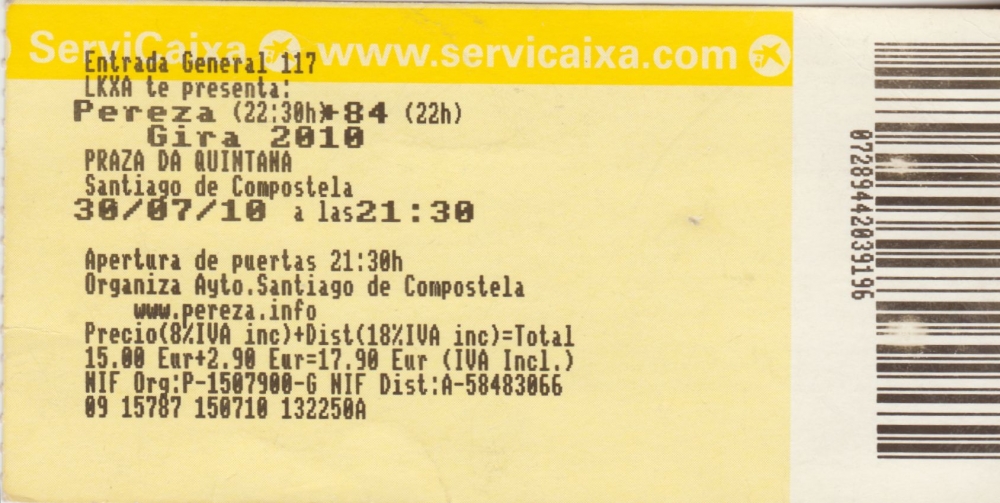 ServiCaixa www.servicaixa.com
Entrada General 117
LKXA te presenta:
Pereza (22:30h)+84 (22h)
Gira 2010
PRAZA DA QUINTANA
Santiago de Compostela
30/07/10 a las21:30
Apertura de puertas 21:30h
Organiza Ayto.Santiago de Compostela
www.pereza.info
Precio(8%IVA inc)+Dist(18%IVA inc)=Total
15.00 Eur+2.90 Eur=17.90 Eur (IVA Incl.)
NIF Org:P-1507900-G NIF Dist:A-58483066
09 15787 150710 132250A
0728944203919​6